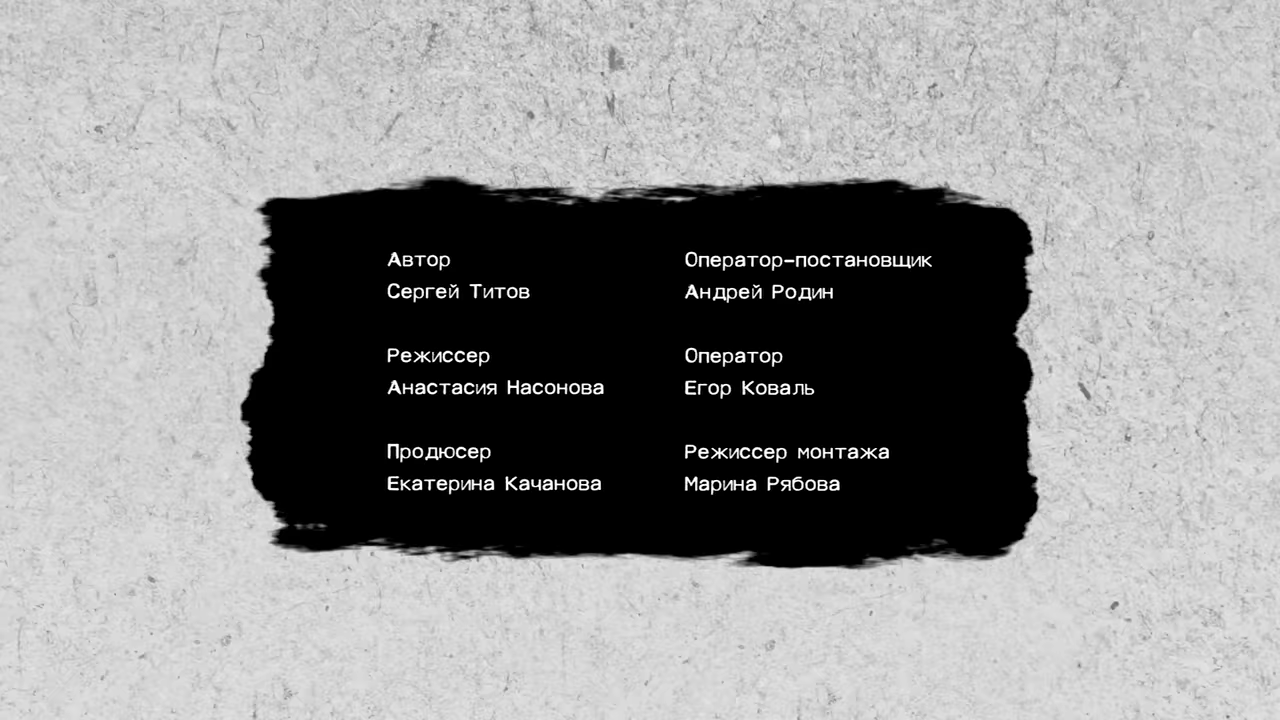 Автор
Сергей Титов
Режиссер
Анастасия Насонова
Продюсер
Екатерина Качанова
Оператор-постановщик
Андрей Родин
Оператор
Егор Коваль
Режиссер монтажа
Марина Рябова